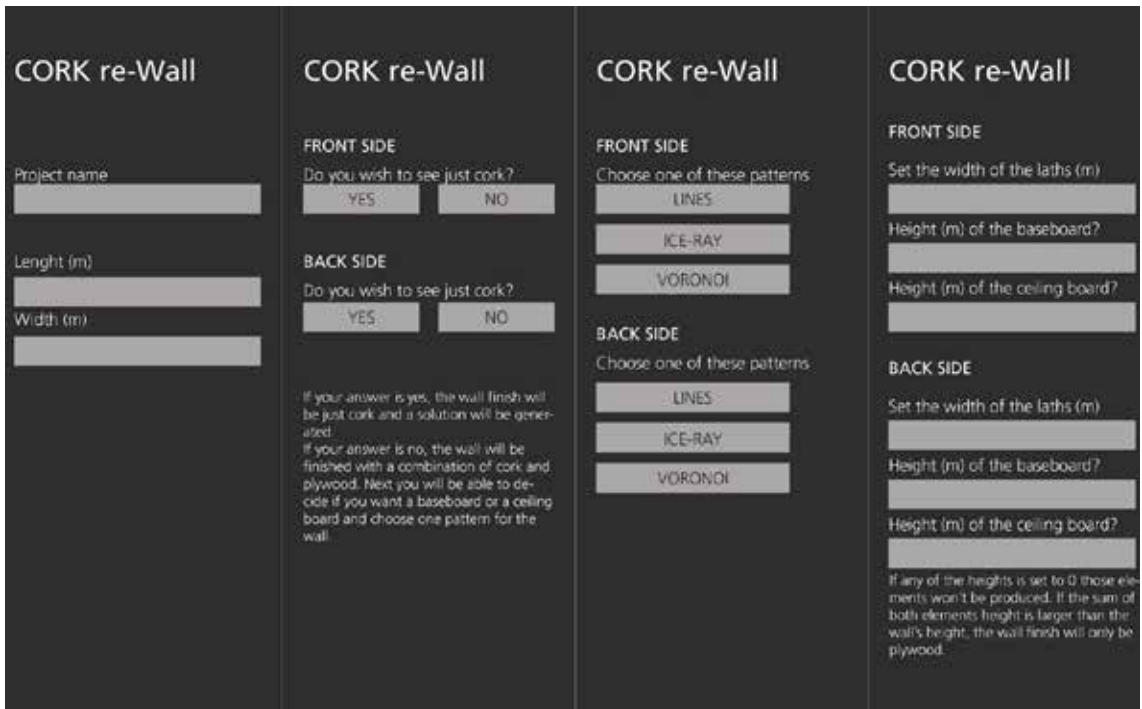 CORK re-Wall
Project name
Lenght (m)
Width (m)
CORK re-Wall
FRONT SIDE
Do you wish to see just cork?
YES NO
BACK SIDE
Do you wish to see just cork?
YES NO
If your answer is yes, the wall finish will
be just cork and a solution will be gener-
ated.
If your answer is no, the wall will be
finished with a combination of cork and
plywood. Next you will be able to de-
cide if you want a baseboard or a ceiling
board and choose one pattern for the
wall.
CORK re-Wall
FRONT SIDE
Choose one of these patterns
LINES
ICE-RAY
VORONOI
BACK SIDE
Choose one of these patterns
LINES
ICE-RAY
VORONOI
CORK re-Wall
FRONT SIDE
Set the width of the laths (m)
Height (m) of the baseboard?
Height (m) of the ceiling board?
BACK SIDE
Set the width of the laths (m)
Height (m) of the baseboard?
Height (m) of the ceiling board?
If any of the heights is set to 0 those ele-
ments won't be produced. If the sum of
both elements height is larger than the
wall's height, the wall finish will only be
plywood.